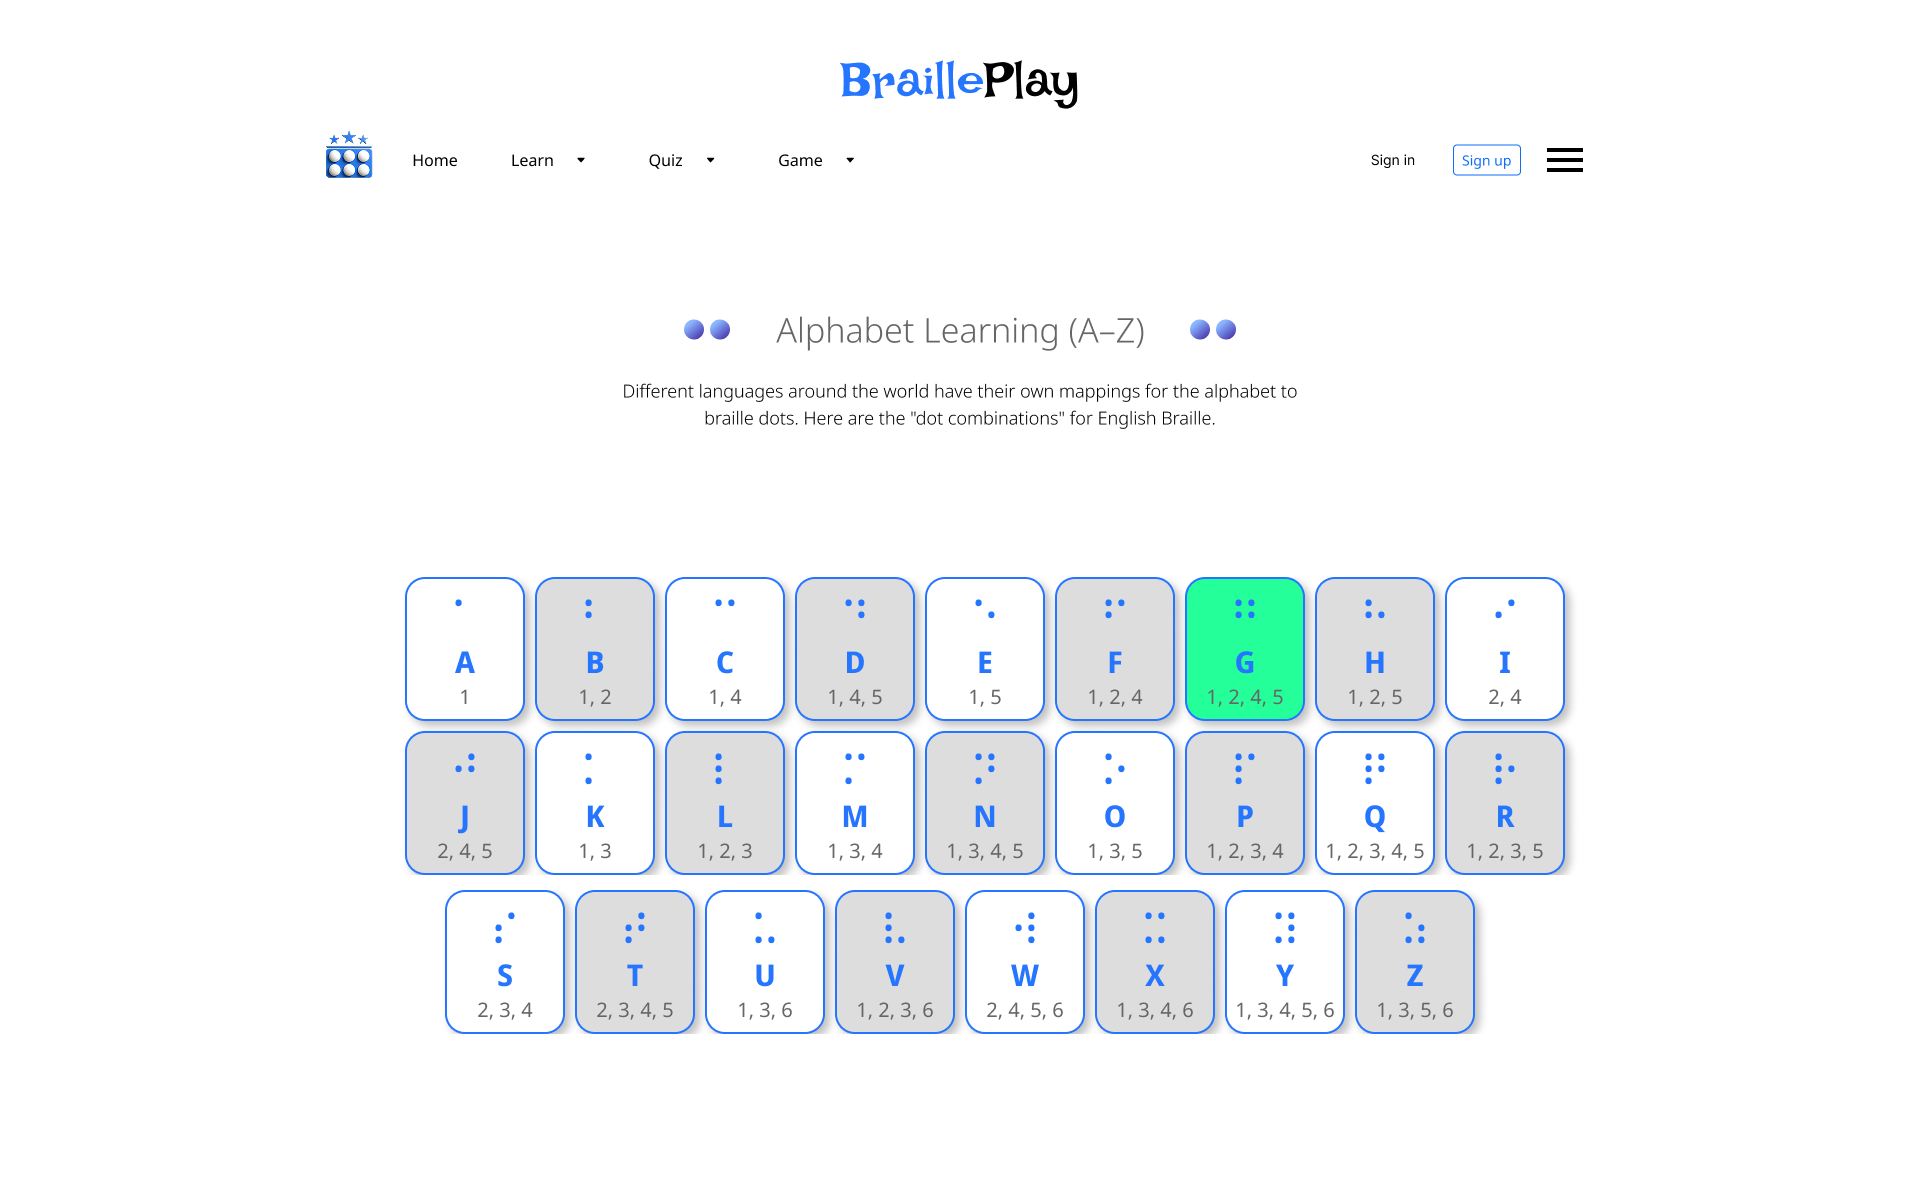 BraillePlay
Home Learn Quiz Game Sign in Sign up
Alphabet Learning (A–Z)
Different languages around the world have their own mappings for the alphabet to
braille dots. Here are the "dot combinations" for English Braille.
⠁ ⠃ ⠉ ⠙ ⠑ ⠋ ⠛ ⠓ ⠊
A B C D E F G H I
1 1, 2 1, 4 1, 4, 5 1, 5 1, 2, 4 1, 2, 4, 5 1, 2, 5 2, 4
⠚ ⠅ ⠇ ⠍ ⠝ ⠕ ⠏ ⠟ ⠗
J K L M N O P Q R
2, 4, 5 1, 3 1, 2, 3 1, 3, 4 1, 3, 4, 5 1, 3, 5 1, 2, 3, 4 1, 2, 3, 4, 5 1, 2, 3, 5
⠎ ⠞ ⠥ ⠧ ⠺ ⠭ ⠽ ⠵
S T U V W X Y Z
2, 3, 4 2, 3, 4, 5 1, 3, 6 1, 2, 3, 6 2, 4, 5, 6 1, 3, 4, 6 1, 3, 4, 5, 6 1, 3, 5, 6